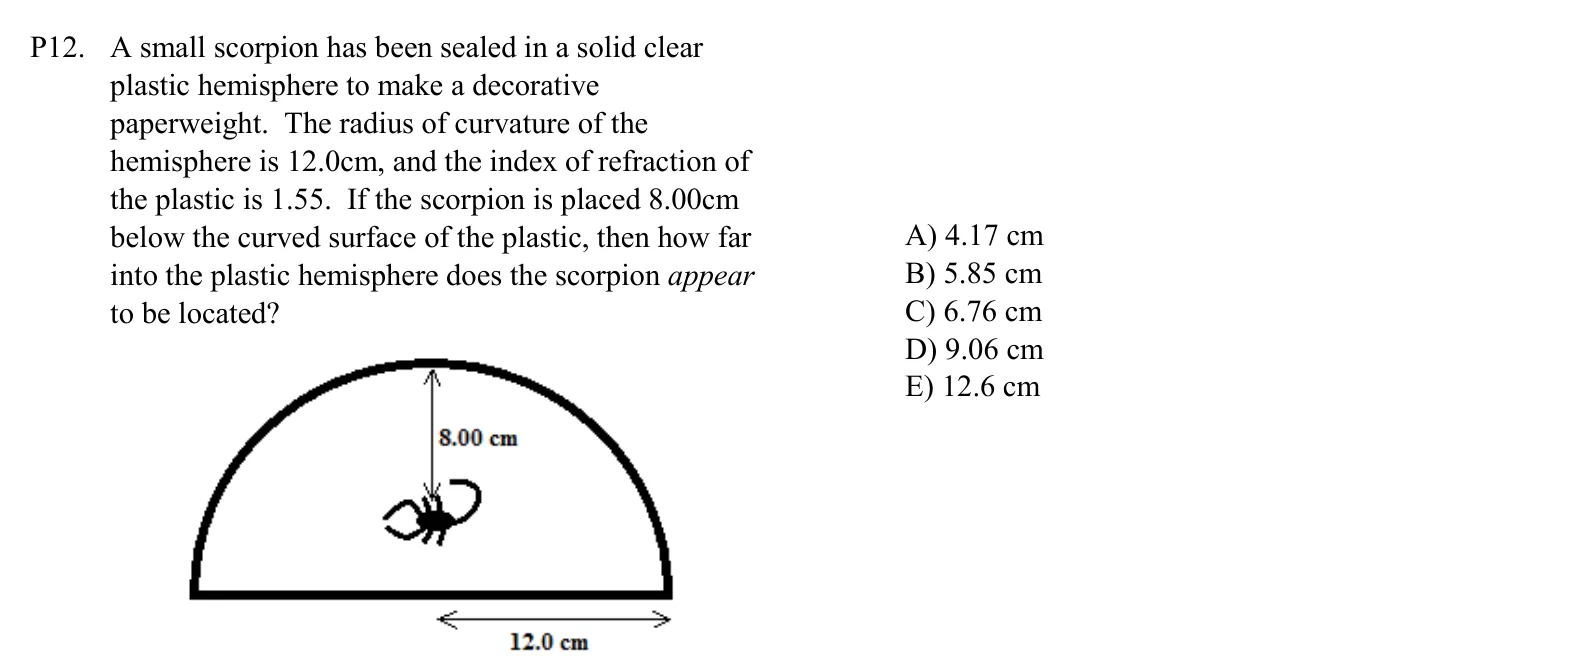 P12. A small scorpion has been sealed in a solid clear
plastic hemisphere to make a decorative
paperweight. The radius of curvature of the
hemisphere is 12.0cm, and the index of refraction of
the plastic is 1.55. If the scorpion is placed 8.00cm
below the curved surface of the plastic, then how far
into the plastic hemisphere does the scorpion appear
to be located?
A) 4.17 cm
B) 5.85 cm
C) 6.76 cm
D) 9.06 cm
E) 12.6 cm
8.00 cm
12.0 cm